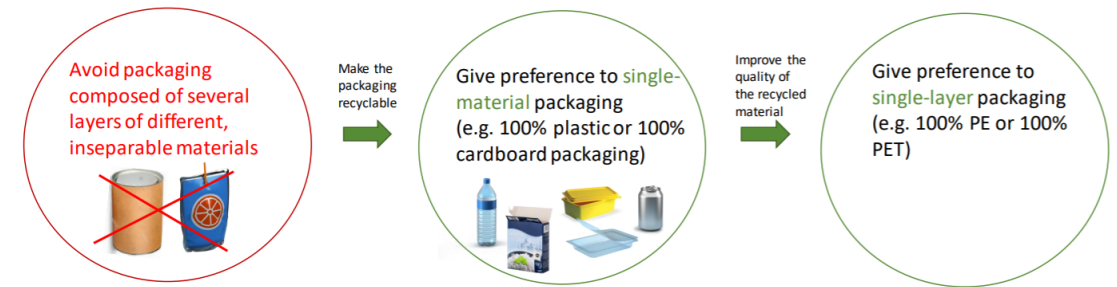 Avoid packaging
composed of several
layers of different,
inseparable materials
Make the
packaging
recyclable
Give preference to single-
material packaging
(e.g. 100% plastic or 100%
cardboard packaging)
Improve the
quality of
the recycled
material
Give preference to
single-layer packaging
(e.g. 100% PE or 100%
PET)